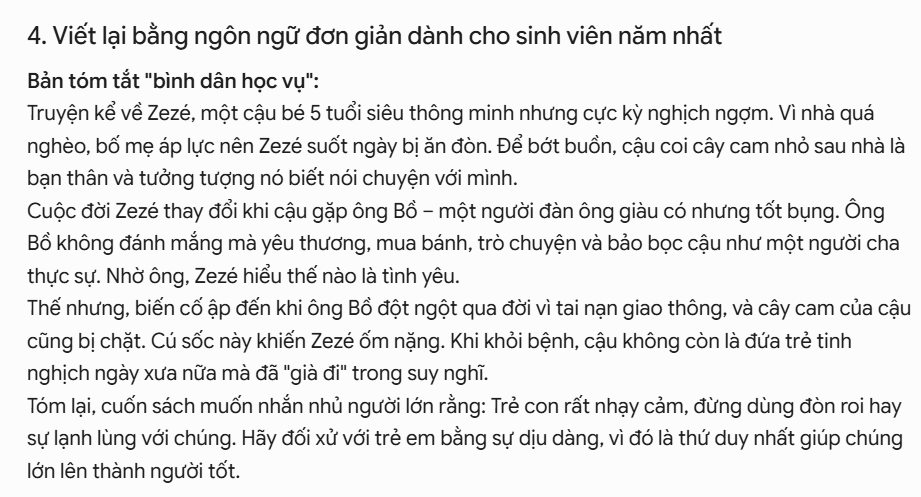 4. Viết lại bằng ngôn ngữ đơn giản dành cho sinh viên năm nhất
Bản tóm tắt "bình dân học vụ":
Truyện kể về Zezé, một cậu bé 5 tuổi siêu thông minh nhưng cực kỳ nghịch ngợm. Vì nhà quá
nghèo, bố mẹ áp lực nên Zezé suốt ngày bị ăn đòn. Để bớt buồn, cậu coi cây cam nhỏ sau nhà là
bạn thân và tưởng tượng nó biết nói chuyện với mình.
Cuộc đời Zezé thay đổi khi cậu gặp ông Bồ – một người đàn ông giàu có nhưng tốt bụng. Ông
Bồ không đánh mắng mà yêu thương, mua bánh, trò chuyện và bảo bọc cậu như một người cha
thực sự. Nhờ ông, Zezé hiểu thế nào là tình yêu.
Thế nhưng, biến cố ập đến khi ông Bồ đột ngột qua đời vì tai nạn giao thông, và cây cam của cậu
cũng bị chặt. Cú sốc này khiến Zezé ốm nặng. Khi khỏi bệnh, cậu không còn là đứa trẻ tinh
nghịch ngày xưa nữa mà đã "già đi" trong suy nghĩ.
Tóm lại, cuốn sách muốn nhắn nhủ người lớn rằng: Trẻ con rất nhạy cảm, đừng dùng đòn roi hay
sự lạnh lùng với chúng. Hãy đối xử với trẻ em bằng sự dịu dàng, vì đó là thứ duy nhất giúp chúng
lớn lên thành người tốt.